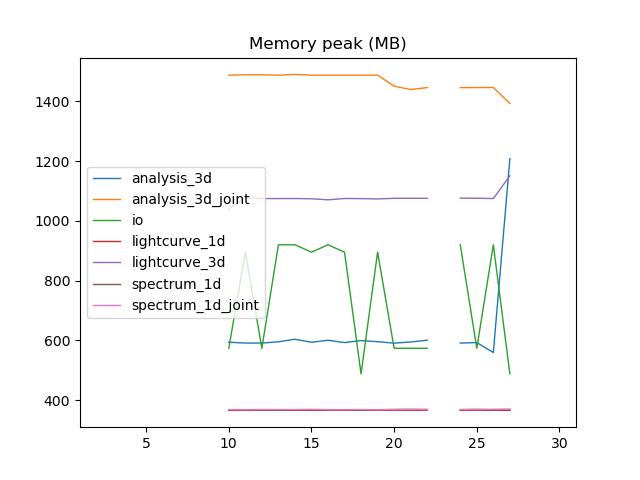 Memory peak (MB)
1400
1200
1000
800
600
400
analysis_3d
analysis_3d_joint
io
lightcurve_1d
lightcurve_3d
spectrum_1d
spectrum_1d_joint
5
10
15
20
25
30